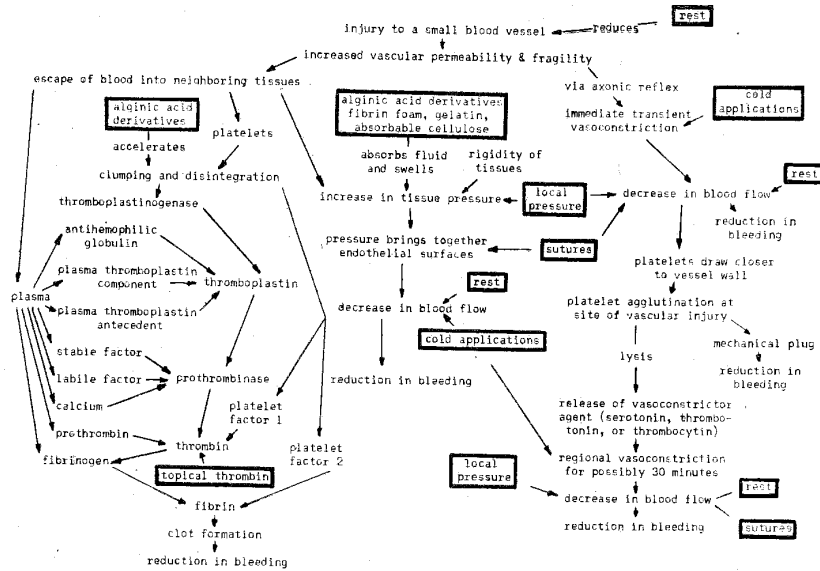 rest
injury to a small blood vessel
reduces
increased vascular permeability & fragility
escape of blood into neighboring tissues
via axonic reflex
cold
applications
alginic acid
derivatives
alginic acid derivatives
fibrin foam, gelatin,
absorbable cellulose
immediate transient
vasoconstriction
platelets
accelerates
absorbs fluid
and swells
rigidity of
tissues
clumping and disintegration
rest
local
pressure
thromboplastinogenase
increase in tissue pressure
decrease in blood flow
reduction in
bleeding
antihemophilic
globulin
pressure brings together
endothelial surfaces
sutures
platelets draw closer
to vessel wall
plasma thromboplastin
component
thromboplastin
rest
plasma
platelet agglutination at
site of vascular injury
plasma thromboplastin
antecedent
decrease in blood flow
cold applications
mechanical plug
stable factor
lysis
reduction in
bleeding
labile factor
prothrombinase
reduction in bleeding
calcium
platelet
factor 1
release of vasoconstrictor
agent (serotonin, thrombo-
tonin, or thrombocytin)
prothrombin
thrombin
platelet
factor 2
fibrinogen
topical thrombin
local
pressure
regional vasoconstriction
for possibly 30 minutes
rest
decrease in blood flow
fibrin
clot formation
reduction in bleeding
sutures
reduction in bleeding